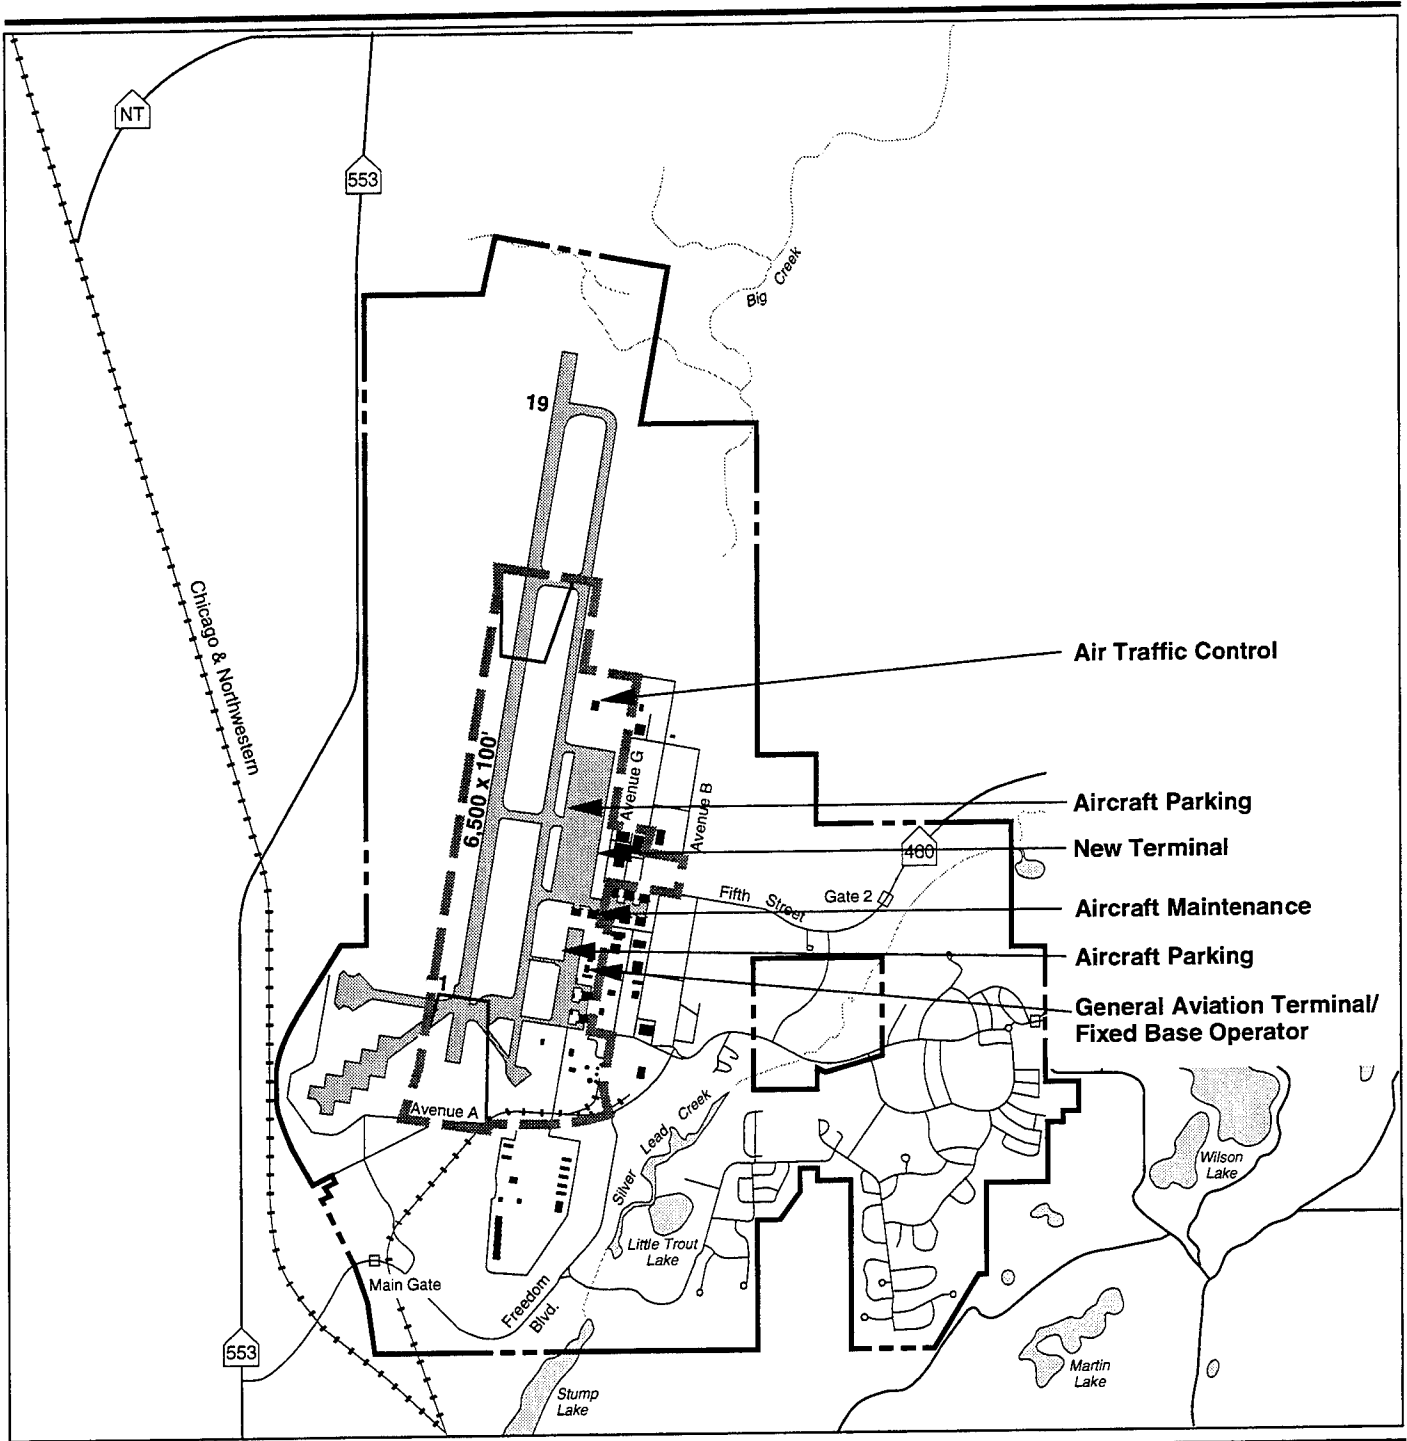 NT
553
Big Creek
19
Chicago & Northwestern
Air Traffic Control
6,500 x 100'
Avenue G
Avenue B
Aircraft Parking
New Terminal
460
Fifth Street
Gate 2
Aircraft Maintenance
Aircraft Parking
1
General Aviation Terminal/
Fixed Base Operator
Avenue A
Silver Lead Creek
Wilson
Lake
Little Trout
Lake
Main Gate
Freedom
Blvd.
553
Martin
Lake
Stump
Lake